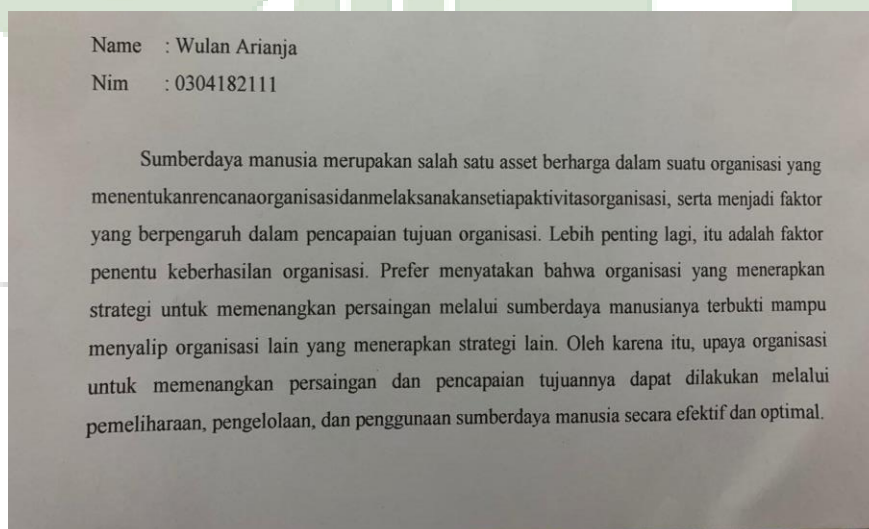 Name : Wulan Arianja
Nim : 0304182111
Sumberdaya manusia merupakan salah satu asset berharga dalam suatu organisasi yang
menentukanrencanaorganisasidanmelaksanakansetiapaktivitasorganisasi, serta menjadi faktor
yang berpengaruh dalam pencapaian tujuan organisasi. Lebih penting lagi, itu adalah faktor
penentu keberhasilan organisasi. Prefer menyatakan bahwa organisasi yang menerapkan
strategi untuk memenangkan persaingan melalui sumberdaya manusianya terbukti mampu
menyalip organisasi lain yang menerapkan strategi lain. Oleh karena itu, upaya organisasi
untuk memenangkan persaingan dan pencapaian tujuannya dapat dilakukan melalui
pemeliharaan, pengelolaan, dan penggunaan sumberdaya manusia secara efektif dan optimal.